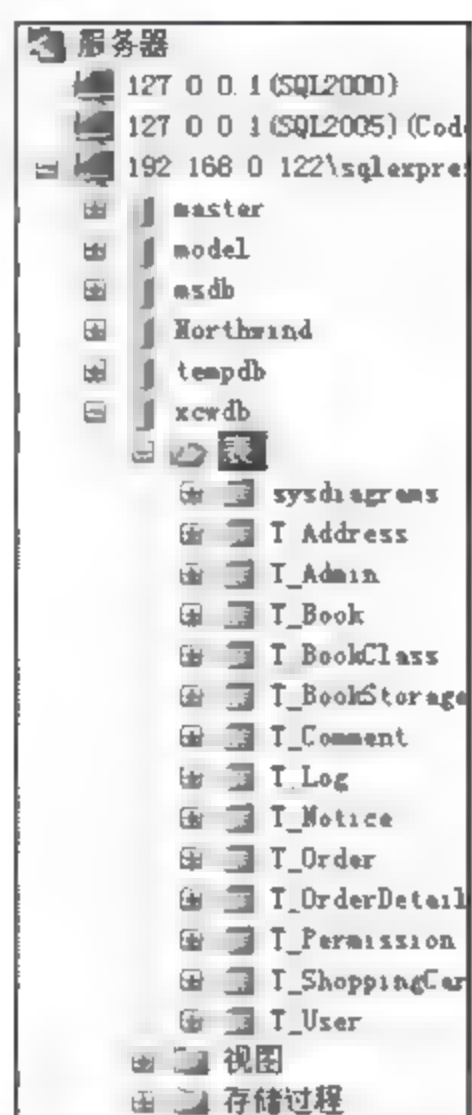 服务器
127 0 0.1(SQL2000)
127 0 0 1(SQL2005)(Cod
192 168 0 122\sqlexpre
master
model
msdb
Northwind
tempdb
xcwdb
表
sysdiagrams
T Address
T_Admin
T_Book
T BookClass
T_BookStorage
T_Comment
T_Log
T_Notice
T_Order
T_OrderDetail
T_Permission
T_ShoppingCar
T_User
视图
存储过程